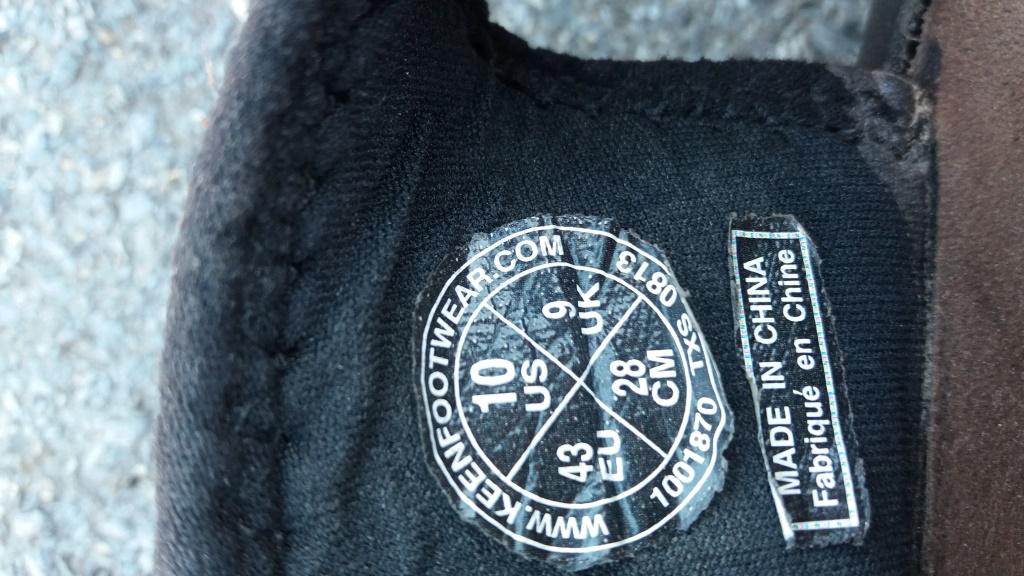 WWW.KEENFOOTWEAR.COM
0813
TXS
1001870
10
US
9
UK
43
EU
28
CM
MADE IN CHINA
Fabriqué en Chine